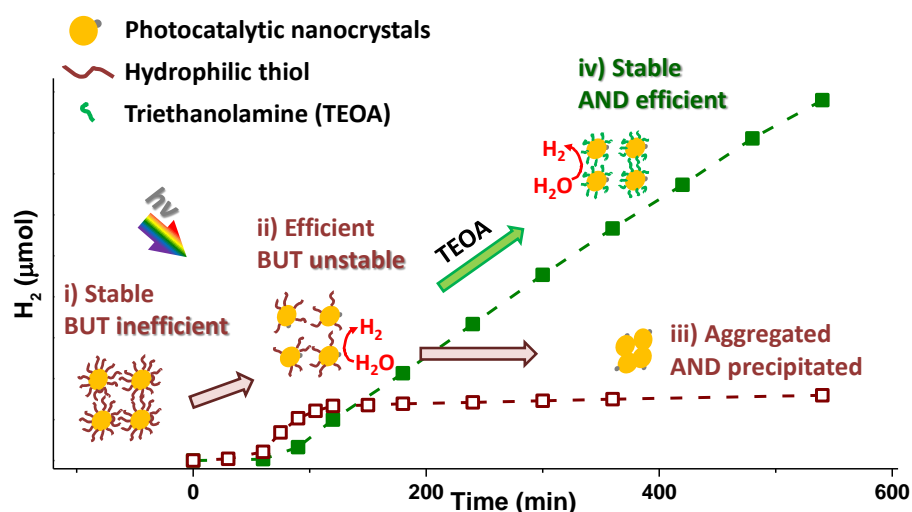 Photocatalytic nanocrystals
Hydrophilic thiol
Triethanolamine (TEOA)
iv) Stable
AND efficient
H₂
H₂O
hν
ii) Efficient
BUT unstable
TEOA
i) Stable
BUT inefficient
H₂
H₂O
iii) Aggregated
AND precipitated
H₂ (μmol)
0
200
400
600
Time (min)